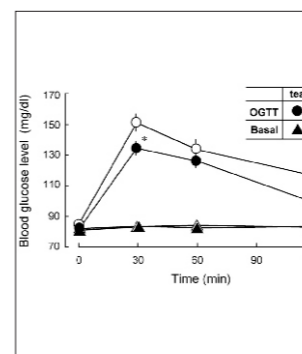 170
150
130
110
90
70
Blood glucose level (mg/dl)
tea
OGTT ●
Basal ▲
*
0 30 60 90
Time (min)